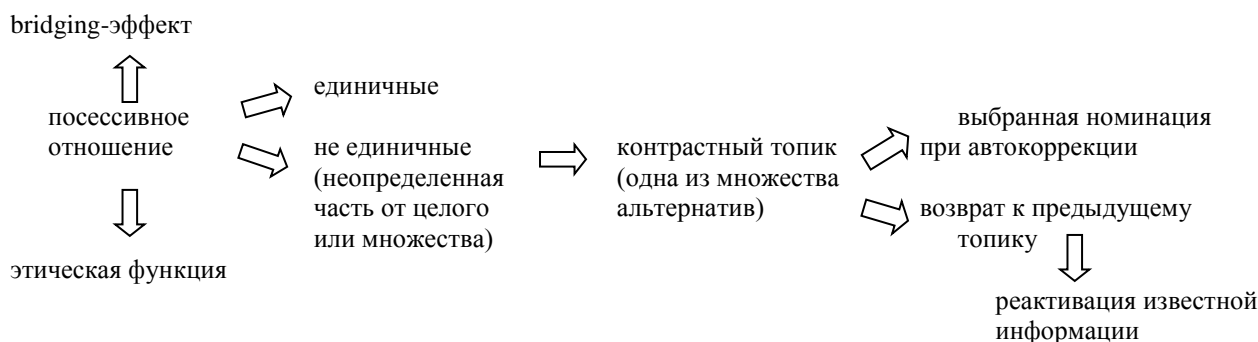 bridging-эффект
посессивное
отношение
этическая функция
единичные
не единичные
(неопределенная
часть от целого
или множества)
контрастный топик
(одна из множества
альтернатив)
выбранная номинация
при автокоррекции
возврат к предыдущему
топику
реактивация известной
информации